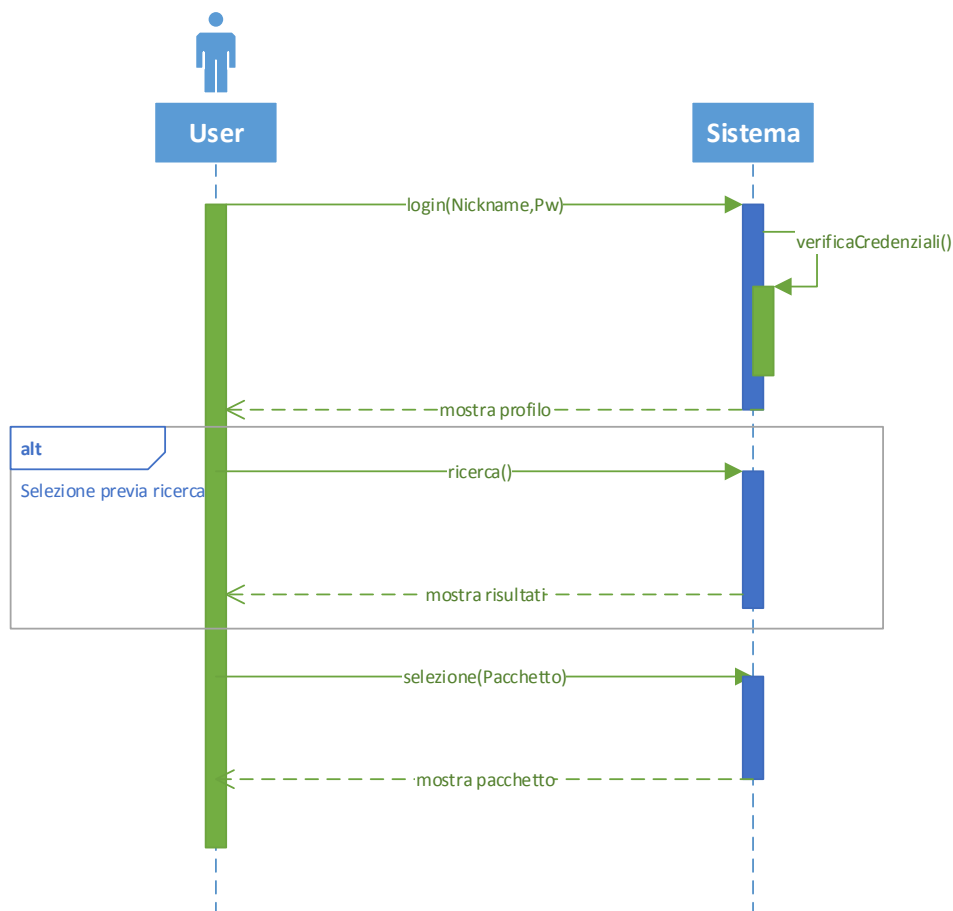 User
Sistema
login(Nickname,Pw)
verificaCredenziali()
mostra profilo
alt
ricerca()
Selezione previa ricerca
mostra risultati
selezione(Pacchetto)
mostra pacchetto